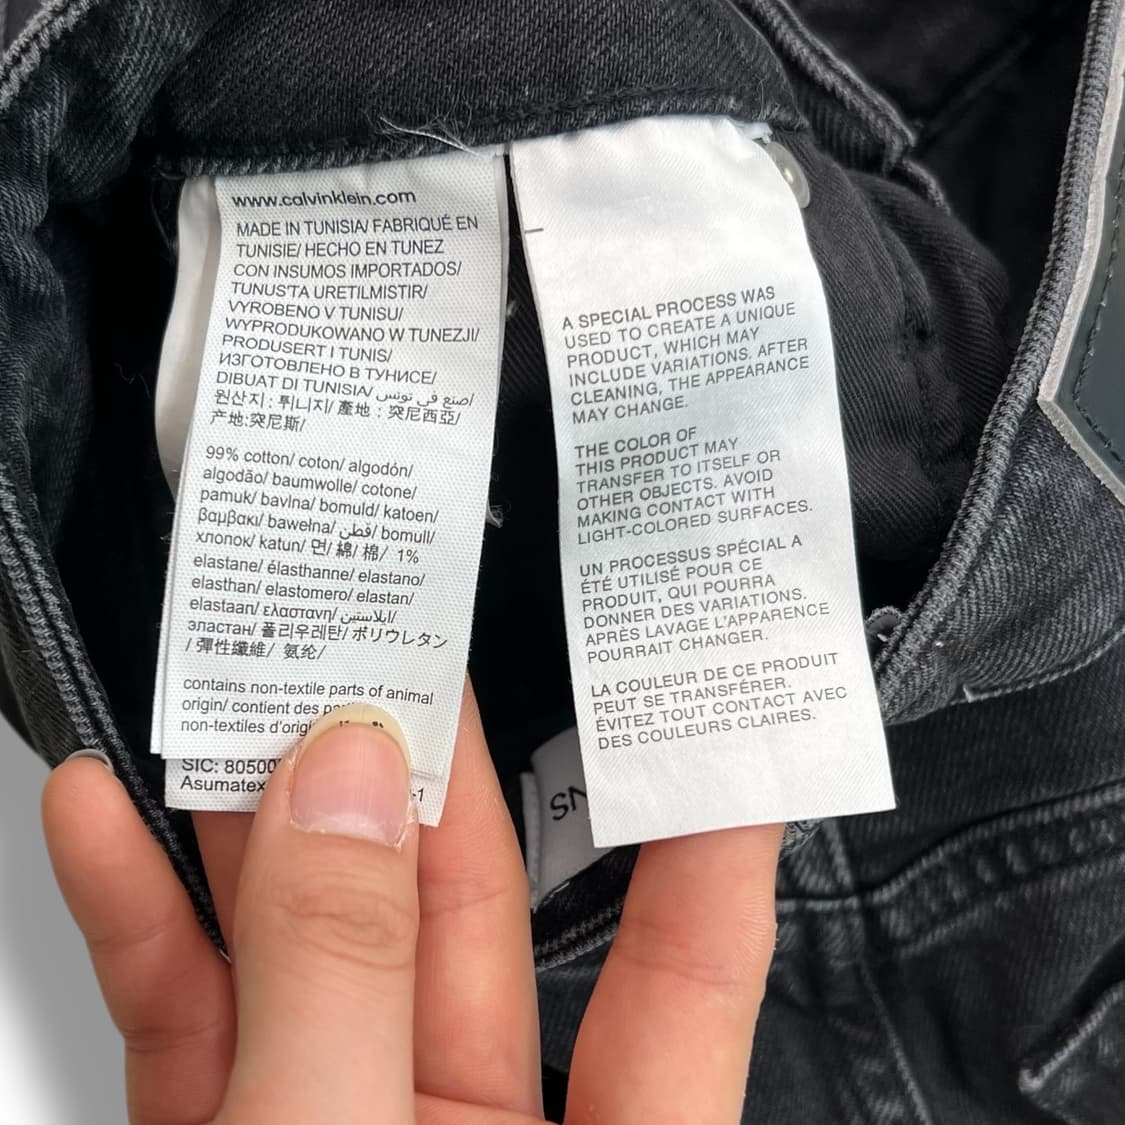 www.calvinklein.com
MADE IN TUNISIA/ FABRIQUÉ EN
TUNISIE/ HECHO EN TUNEZ
CON INSUMOS IMPORTADOS/
TUNUSTA URETILMISTIR/
VYROBENO V TUNISU/
WYPRODUKOWANO W TUNEZJI/
PRODUSERT I TUNIS/
ИЗГОТОВЛЕНО В ТУНИСЕ/
DIBUAT DI TUNISIA/ اصنع في تونس/
원산지: 튀니지/ 產地: 突尼西亞/
产地:突尼斯/
99% cotton/ coton/ algodón/
algodão/ baumwolle/ cotone/
pamuk/ bavlna/ bomuld/ katoen/
βαμβακι/ bawełna/ قطن/ bomull/
хлопок/ katun/ 면/ 綿/ 棉/ 1%
elastane/ élasthanne/ elastano/
elasthan/ elastomero/ elastan/
elastaan/ ελαστανη/ ايلاستين/
эластан/ 폴리우레탄/ ポリウレタン
/ 彈性纖維/ 氨纶/
contains non-textile parts of animal
origin/ contient des
non-textiles
SIC: 80500
Asumatex
-1
A SPECIAL PROCESS WAS
USED TO CREATE A UNIQUE
PRODUCT, WHICH MAY
INCLUDE VARIATIONS. AFTER
CLEANING, THE APPEARANCE
MAY CHANGE.
THE COLOR OF
THIS PRODUCT MAY
TRANSFER TO ITSELF OR
OTHER OBJECTS. AVOID
MAKING CONTACT WITH
LIGHT-COLORED SURFACES.
UN PROCESSUS SPÉCIAL A
ÉTÉ UTILISÉ POUR CE
PRODUIT, QUI POURRA
DONNER DES VARIATIONS.
APRÈS LAVAGE L'APPARENCE
POURRAIT CHANGER.
LA COULEUR DE CE PRODUIT
PEUT SE TRANSFÉRER.
ÉVITEZ TOUT CONTACT AVEC
DES COULEURS CLAIRES.